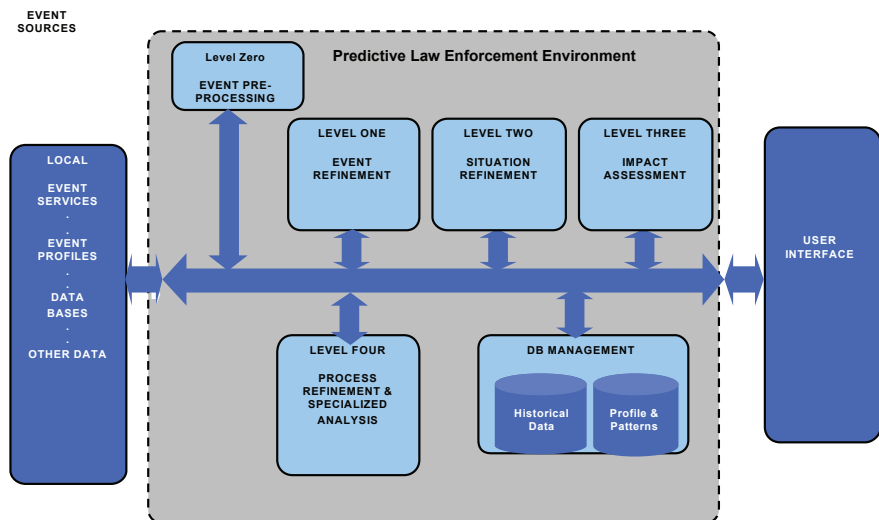 EVENT
SOURCES
Predictive Law Enforcement Environment
Level Zero
EVENT PRE-
PROCESSING
LEVEL ONE
EVENT
REFINEMENT
LEVEL TWO
SITUATION
REFINEMENT
LEVEL THREE
IMPACT
ASSESSMENT
LOCAL
EVENT
SERVICES
.
.
EVENT
PROFILES
.
.
DATA
BASES
.
.
OTHER DATA
USER
INTERFACE
LEVEL FOUR
PROCESS
REFINEMENT &
SPECIALIZED
ANALYSIS
DB MANAGEMENT
Historical
Data
Profile &
Patterns